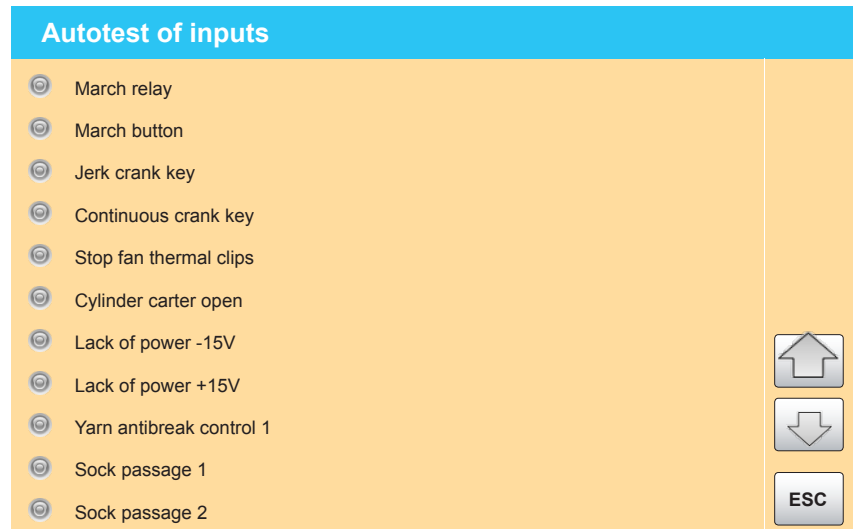 Autotest of inputs
March relay
March button
Jerk crank key
Continuous crank key
Stop fan thermal clips
Cylinder carter open
Lack of power -15V
Lack of power +15V
Yarn antibreak control 1
Sock passage 1
Sock passage 2
ESC